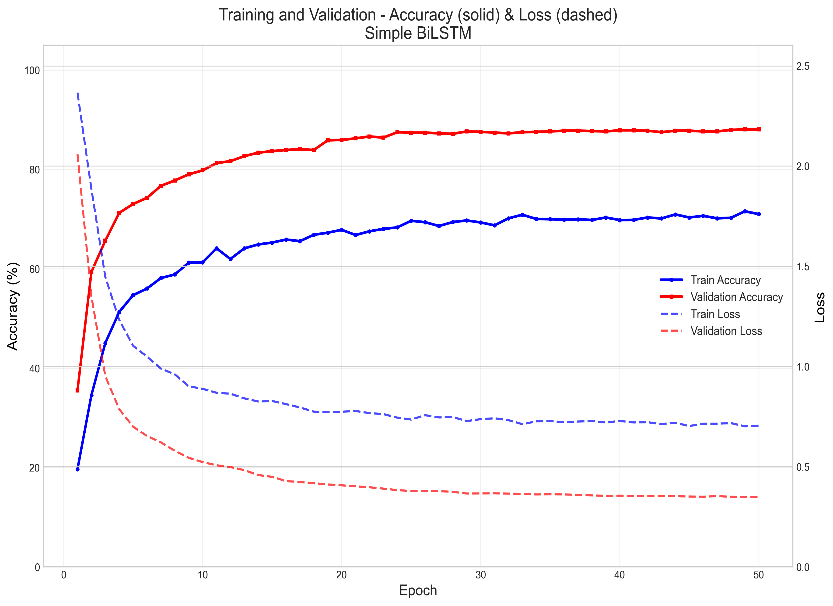 Training and Validation - Accuracy (solid) & Loss (dashed)
Simple BiLSTM
100
80
60
40
20
0
Accuracy (%)
2.5
2.0
1.5
1.0
0.5
0.0
Loss
Train Accuracy
Validation Accuracy
Train Loss
Validation Loss
0 10 20 30 40 50
Epoch